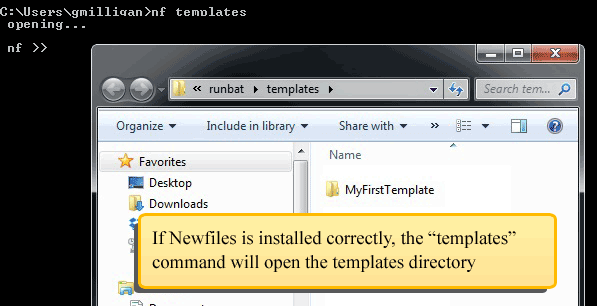 C:\Users\gmilligan>nf templates
opening...
nf >>
« runbat ▸ templates ▸
Search tem...
Organize ▾ Include in library ▾ Share with ▾ »
Favorites
Desktop
Downloads
Name
MyFirstTemplate
If Newfiles is installed correctly, the “templates”
command will open the templates directory